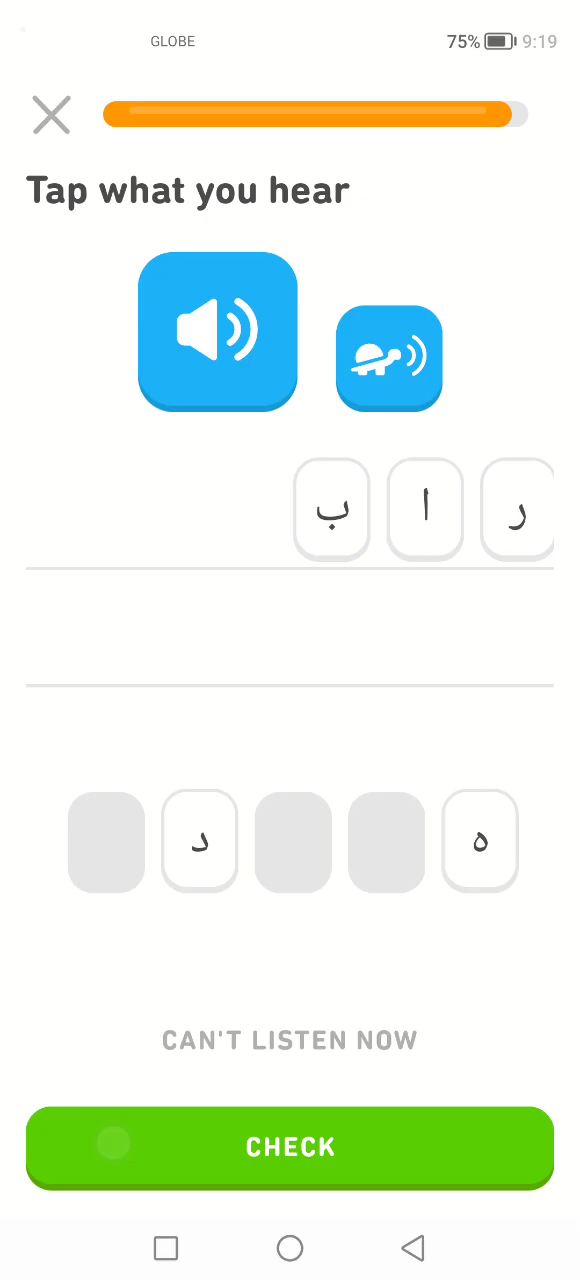 GLOBE 75% 9:19
Tap what you hear
ر ا ب
د ه
CAN'T LISTEN NOW
CHECK